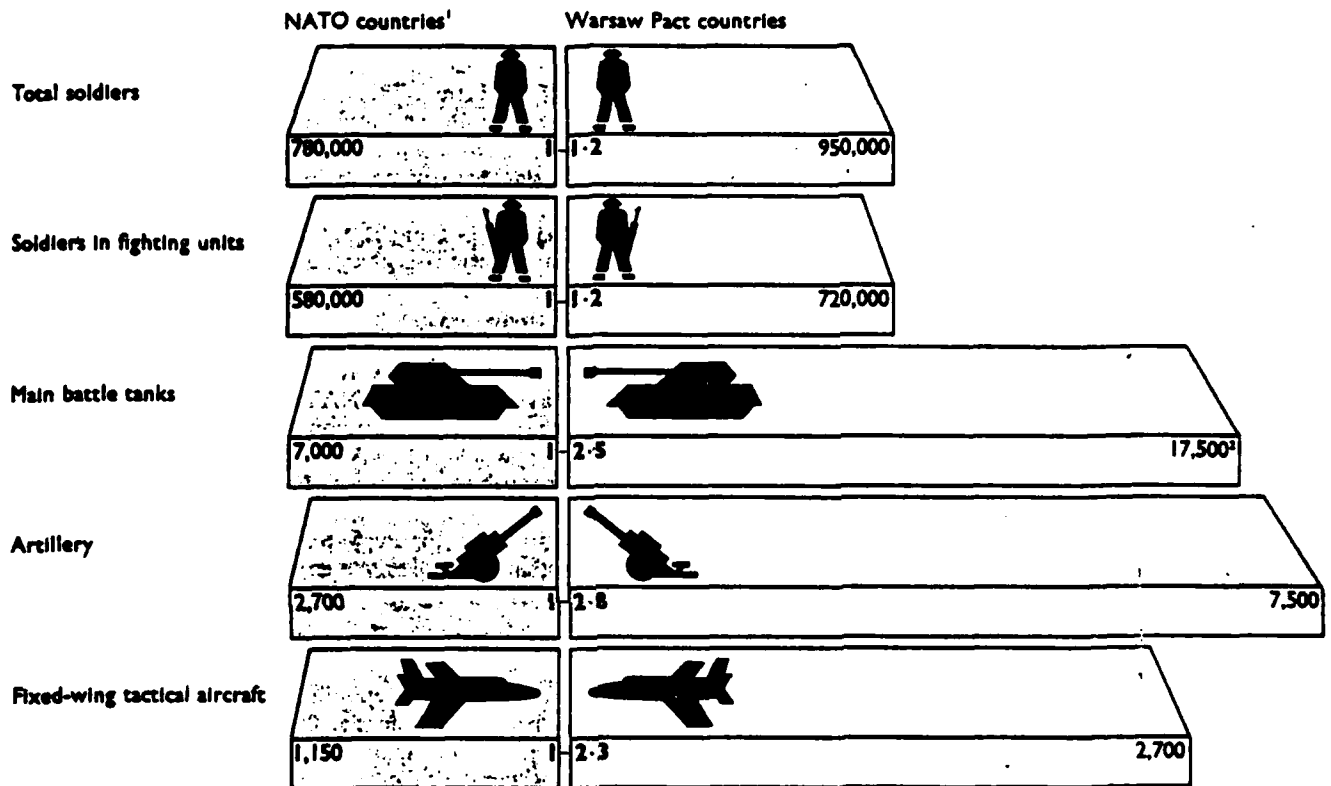 NATO countries¹ Warsaw Pact countries
Total soldiers
780,000 1 1·2 950,000
Soldiers in fighting units
580,000 1 1·2 720,000
Main battle tanks
7,000 1 2·5 17,500²
Artillery
2,700 1 2·8 7,500
Fixed-wing tactical aircraft
1,150 1 2·3 2,700